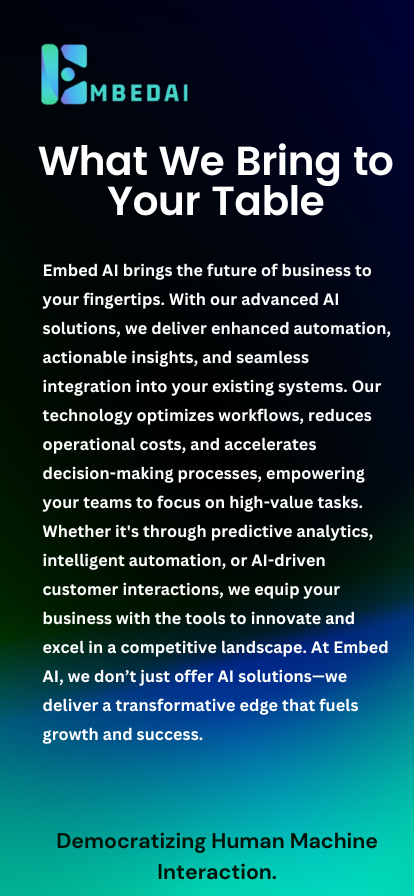 EMBEDAI
What We Bring to
Your Table
Embed AI brings the future of business to
your fingertips. With our advanced AI
solutions, we deliver enhanced automation,
actionable insights, and seamless
integration into your existing systems. Our
technology optimizes workflows, reduces
operational costs, and accelerates
decision-making processes, empowering
your teams to focus on high-value tasks.
Whether it's through predictive analytics,
intelligent automation, or AI-driven
customer interactions, we equip your
business with the tools to innovate and
excel in a competitive landscape. At Embed
AI, we don’t just offer AI solutions—we
deliver a transformative edge that fuels
growth and success.
Democratizing Human Machine
Interaction.